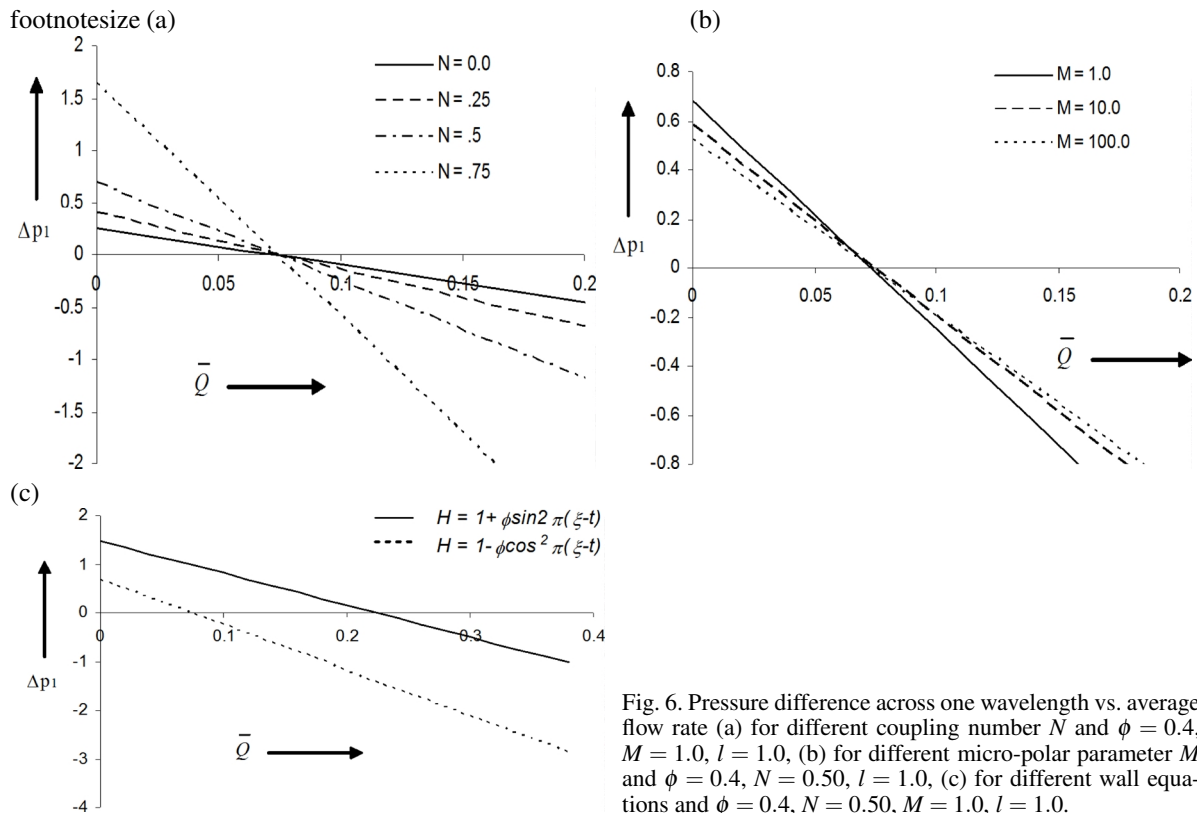 footnotesize (a)
2
1.5
1
0.5
0
-0.5
-1
-1.5
-2
0
0.05
0.1
0.15
0.2
N = 0.0
N = .25
N = .5
N = .75
Δp1
Q̅
(b)
0.8
0.6
0.4
0.2
0
-0.2
-0.4
-0.6
-0.8
0
0.05
0.1
0.15
0.2
M = 1.0
M = 10.0
M = 100.0
Δp1
Q̅
(c)
2
1
0
-1
-2
-3
-4
0
0.1
0.2
0.3
0.4
H = 1+ ϕsin2 π(ξ-t)
H = 1- ϕcos² π(ξ-t)
Δp1
Q̅
Fig. 6. Pressure difference across one wavelength vs. average
flow rate (a) for different coupling number N and ϕ = 0.4,
M = 1.0, l = 1.0, (b) for different micro-polar parameter M
and ϕ = 0.4, N = 0.50, l = 1.0, (c) for different wall equa-
tions and ϕ = 0.4, N = 0.50, M = 1.0, l = 1.0.